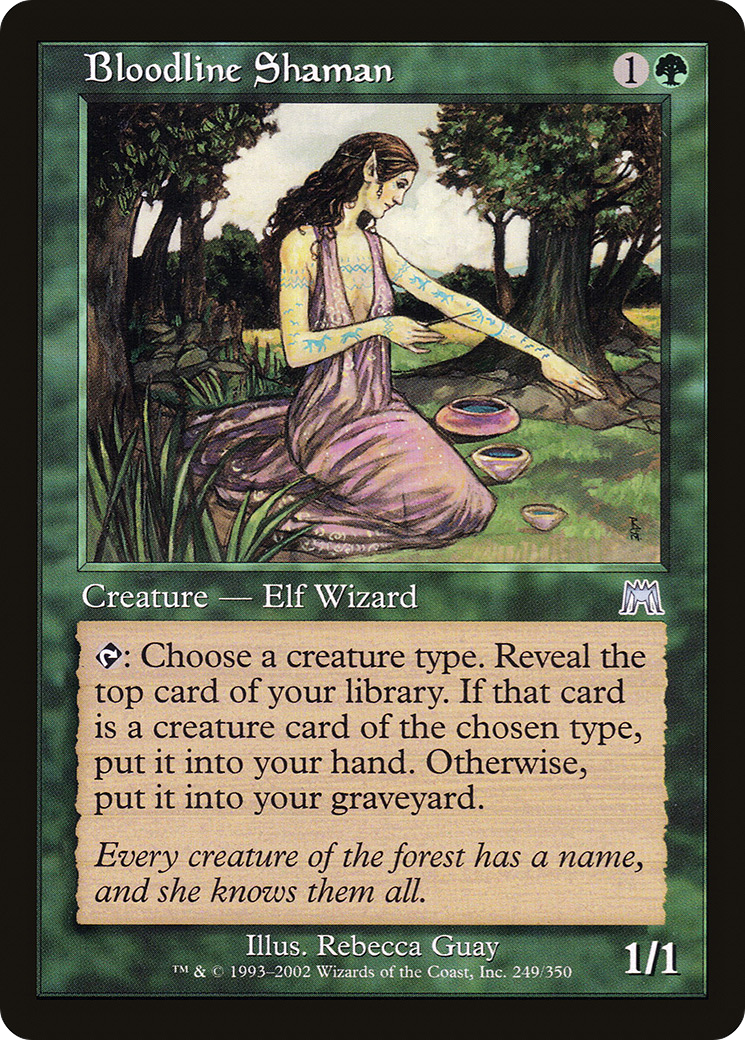 Bloodline Shaman
1
Creature — Elf Wizard
: Choose a creature type. Reveal the
top card of your library. If that card
is a creature card of the chosen type,
put it into your hand. Otherwise,
put it into your graveyard.
Every creature of the forest has a name,
and she knows them all.
Illus. Rebecca Guay
™ & © 1993–2002 Wizards of the Coast, Inc. 249/350
1/1